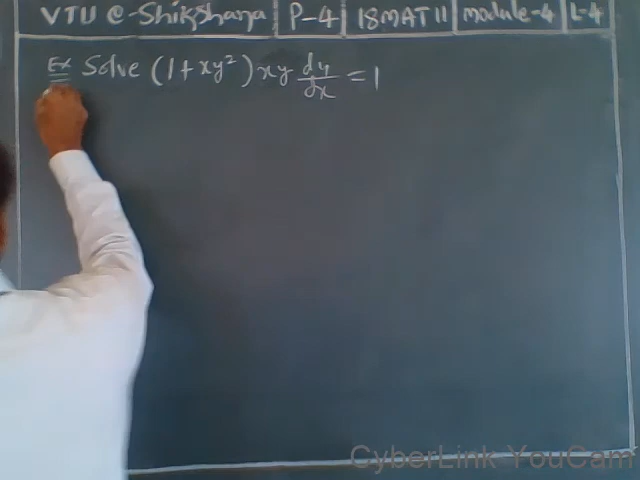 VTU e-Shikshana P-4 18MAT11 module-4 L-4
Ex Solve (1+xy²)xy dy/dx = 1
CyberLink YouCam